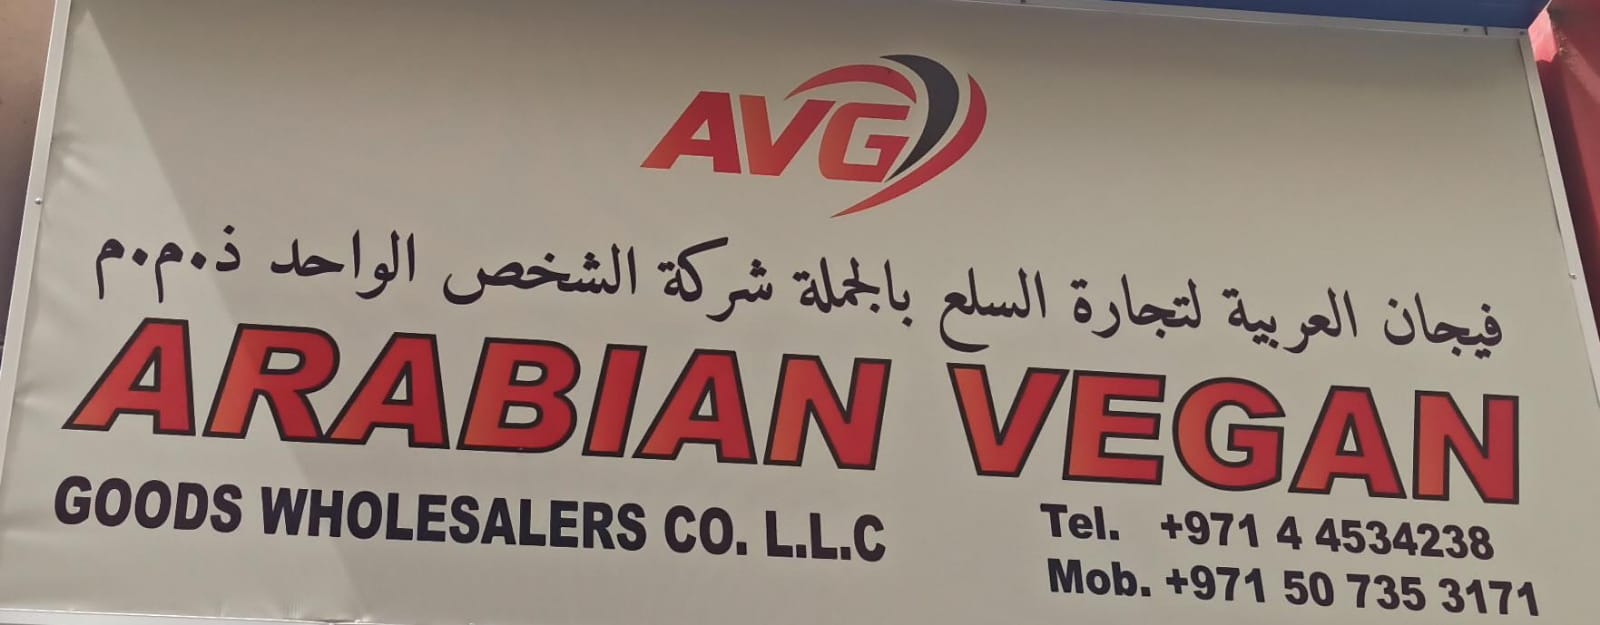 AVG
فيجان العربية لتجارة السلع بالجملة شركة الشخص الواحد ذ.م.م
ARABIAN VEGAN
GOODS WHOLESALERS CO. L.L.C
Tel. +971 4 4534238
Mob. +971 50 735 3171